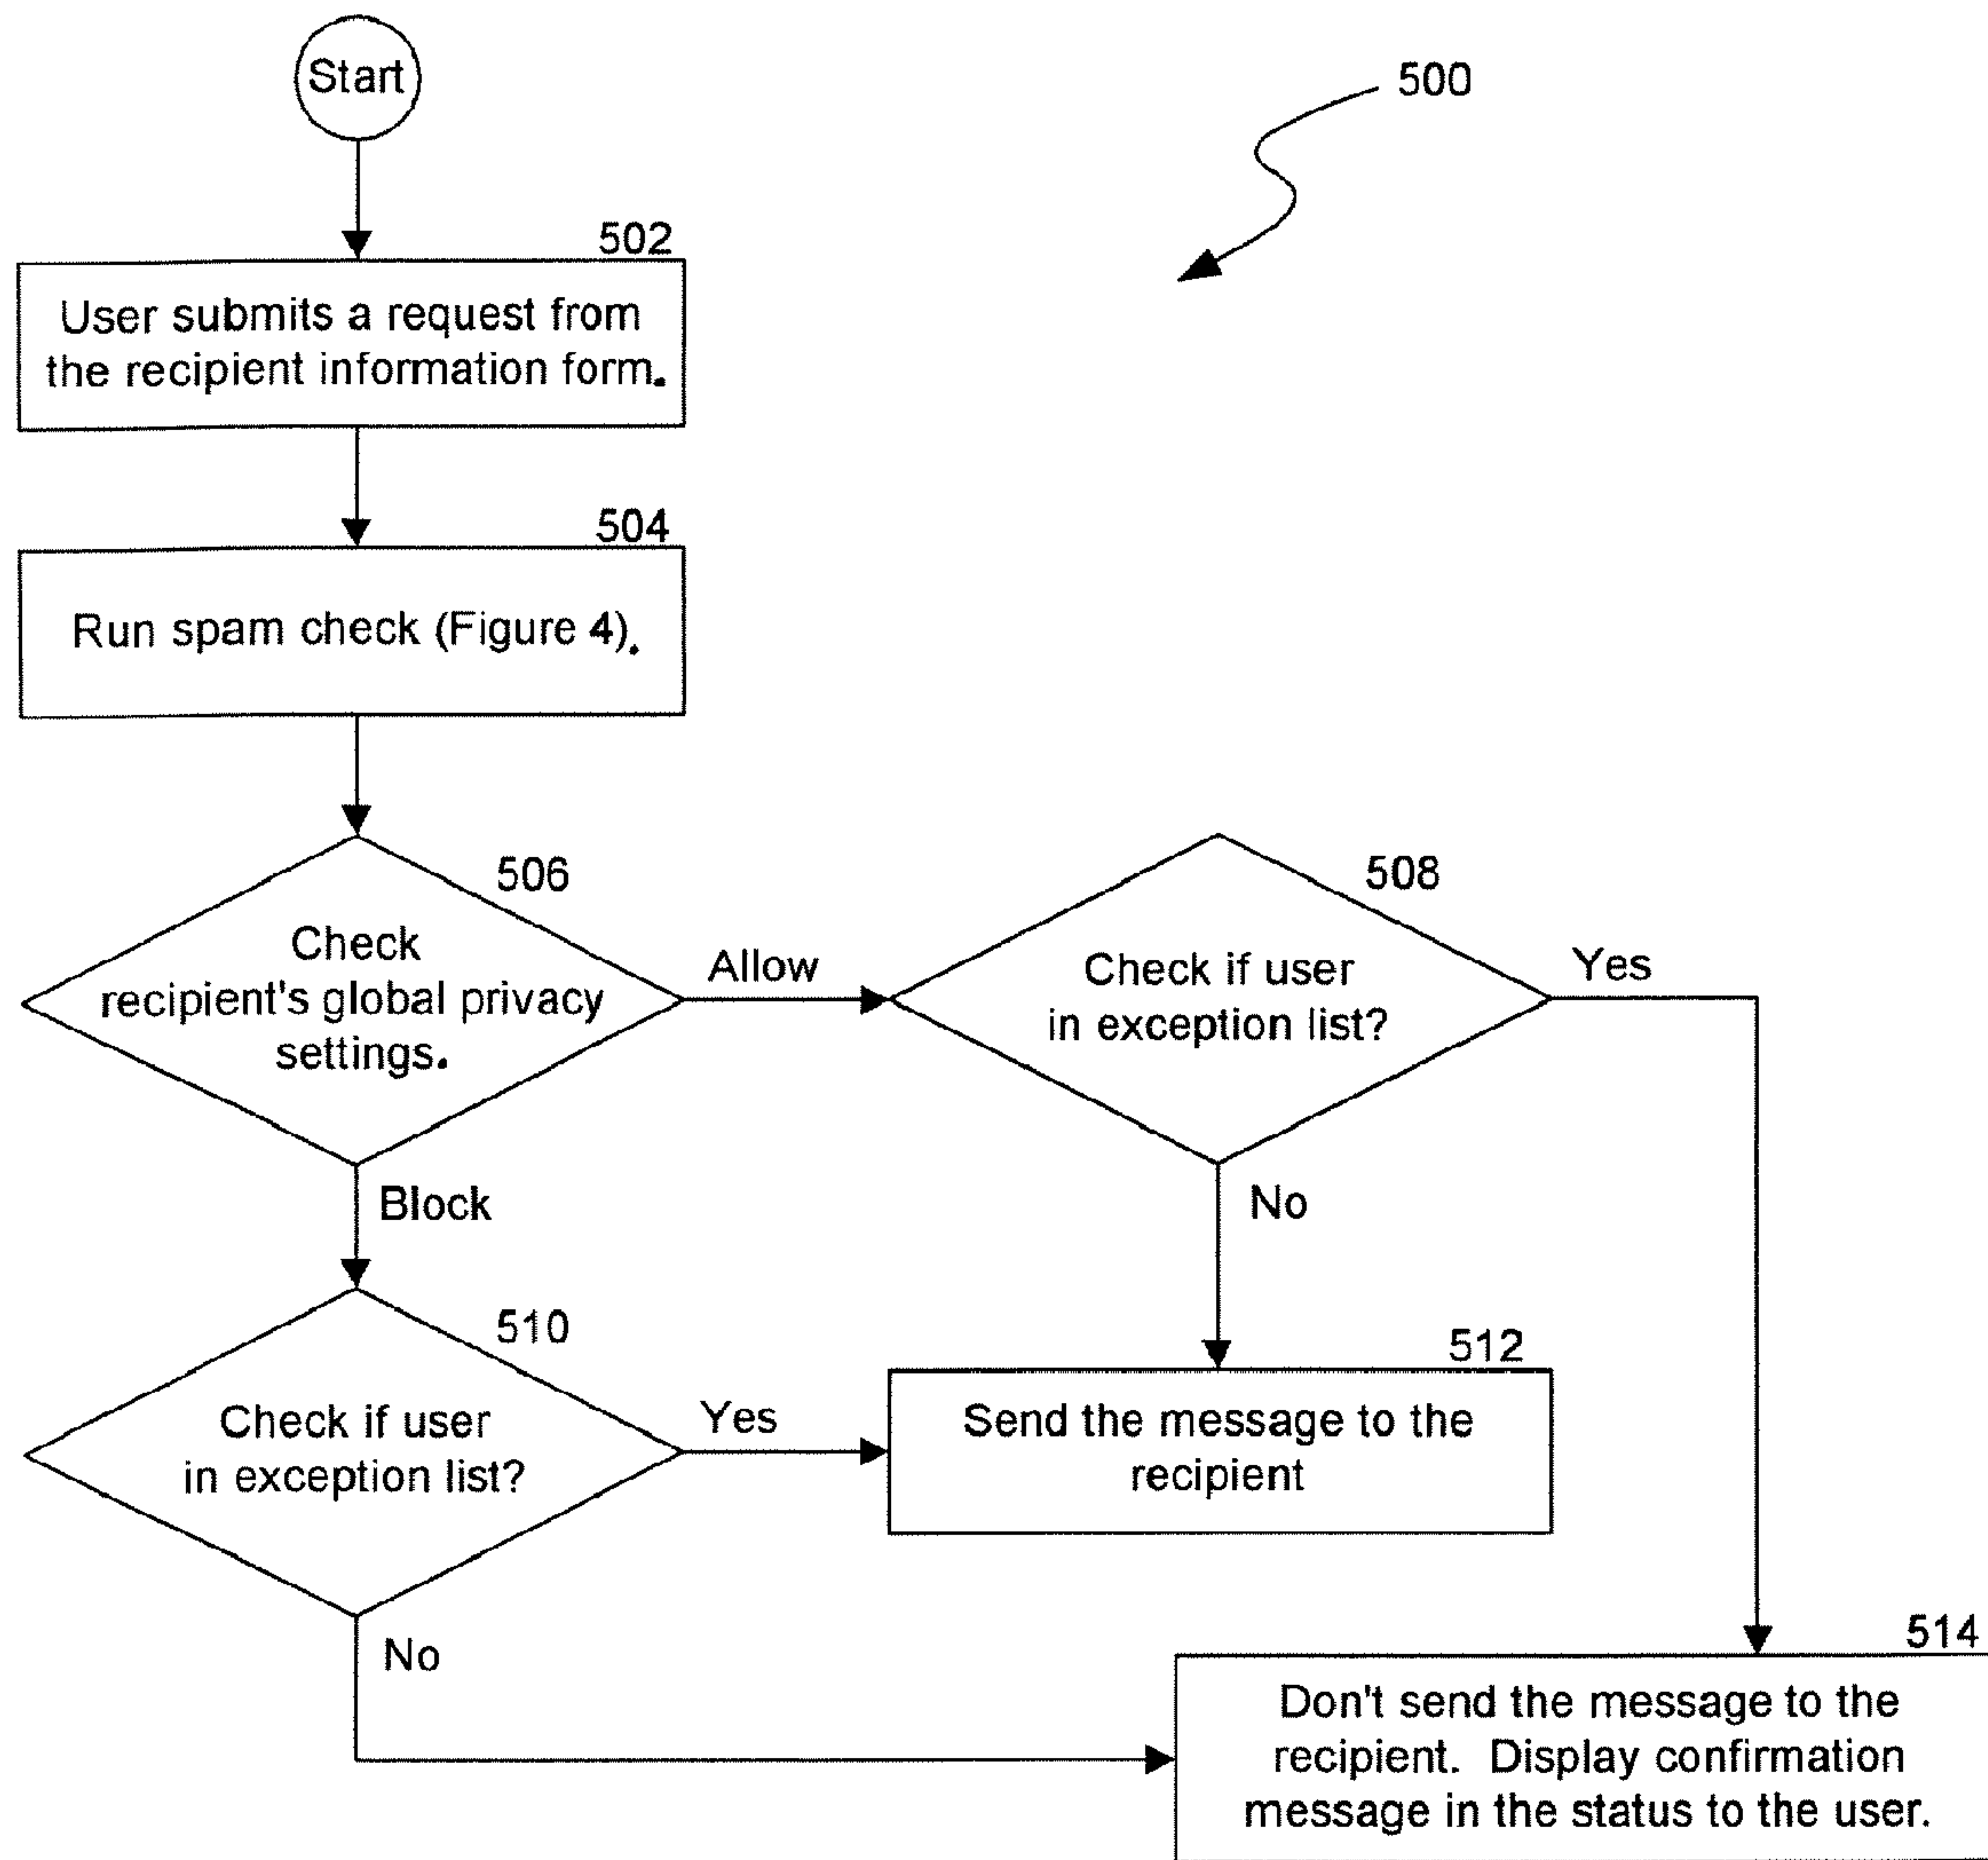 Start
500
502
User submits a request from
the recipient information form.
504
Run spam check (Figure 4).
506
Check
recipient's global privacy
settings.
Allow
508
Check if user
in exception list?
Yes
Block
No
510
Check if user
in exception list?
Yes
512
Send the message to the
recipient
No
514
Don't send the message to the
recipient. Display confirmation
message in the status to the user.